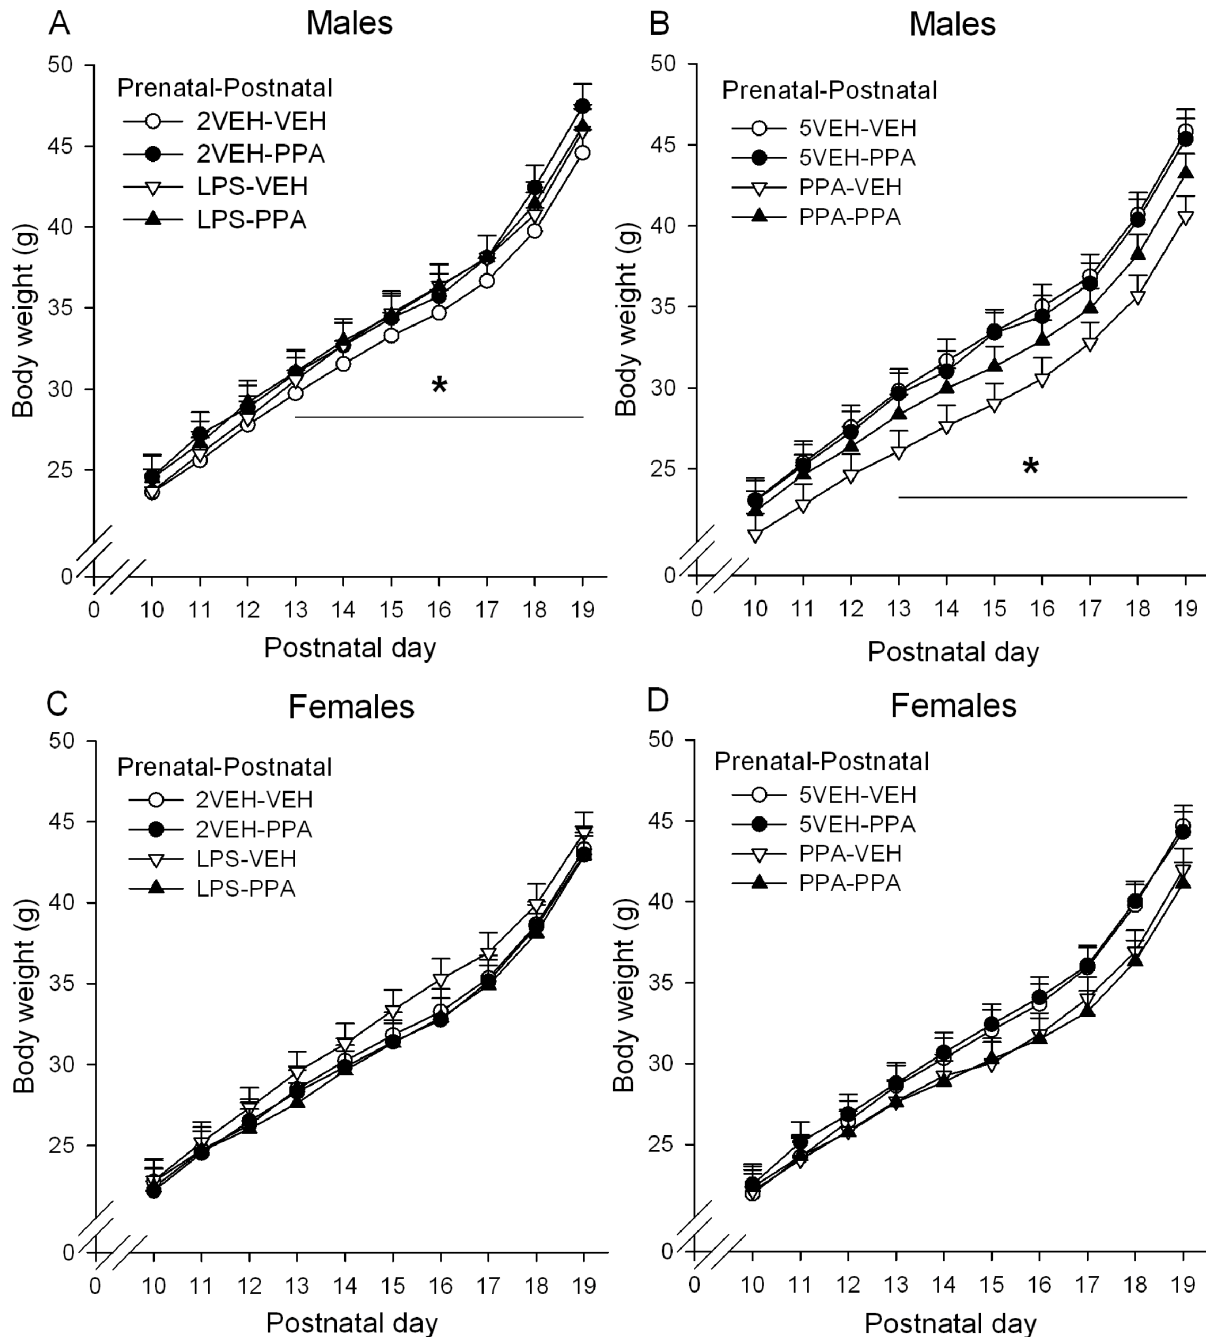 A
Males
Prenatal-Postnatal
2VEH-VEH
2VEH-PPA
LPS-VEH
LPS-PPA
*
50
45
40
35
30
25
0
Body weight (g)
0 10 11 12 13 14 15 16 17 18 19
Postnatal day
B
Males
Prenatal-Postnatal
5VEH-VEH
5VEH-PPA
PPA-VEH
PPA-PPA
*
50
45
40
35
30
25
0
Body weight (g)
0 10 11 12 13 14 15 16 17 18 19
Postnatal day
C
Females
Prenatal-Postnatal
2VEH-VEH
2VEH-PPA
LPS-VEH
LPS-PPA
50
45
40
35
30
25
0
Body weight (g)
0 10 11 12 13 14 15 16 17 18 19
Postnatal day
D
Females
Prenatal-Postnatal
5VEH-VEH
5VEH-PPA
PPA-VEH
PPA-PPA
50
45
40
35
30
25
0
Body weight (g)
0 10 11 12 13 14 15 16 17 18 19
Postnatal day